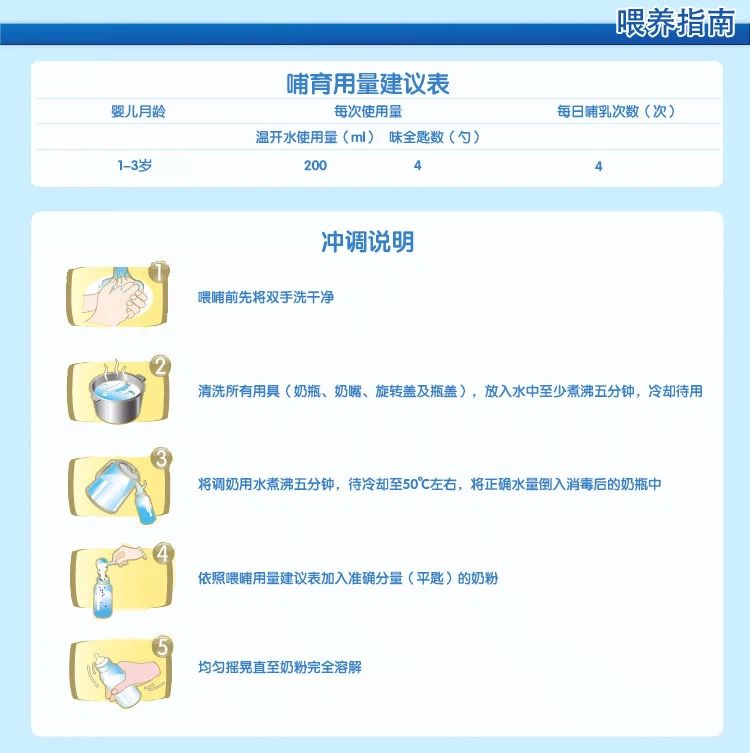 喂养指南
哺育用量建议表
婴儿月龄 每次使用量 每日哺乳次数（次）
温开水使用量（ml） 味全匙数（勺）
1-3岁 200 4 4
冲调说明
1
喂哺前先将双手洗干净
2
清洗所有用具（奶瓶、奶嘴、旋转盖及瓶盖），放入水中至少煮沸五分钟，冷却待用
3
将调奶用水煮沸五分钟，待冷却至50℃左右，将正确水量倒入消毒后的奶瓶中
4
依照喂哺用量建议表加入准确分量（平匙）的奶粉
5
均匀摇晃直至奶粉完全溶解